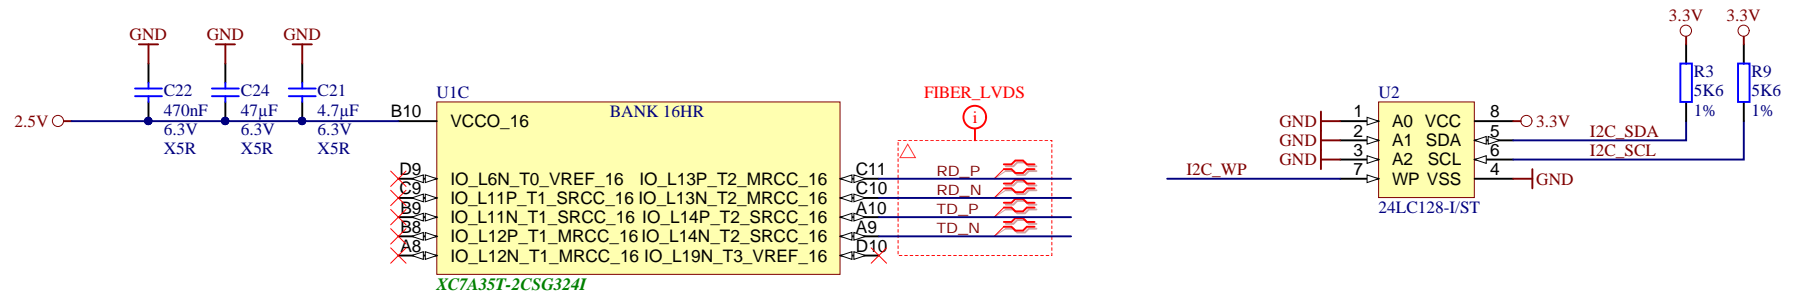 GND
GND
GND
C22
470nF
6.3V
X5R
C24
47µF
6.3V
X5R
C21
4.7µF
6.3V
X5R
2.5V
B10
U1C
BANK 16HR
VCCO_16
D9
IO_L6N_T0_VREF_16
IO_L13P_T2_MRCC_16
C11
C9
IO_L11P_T1_SRCC_16
IO_L13N_T2_MRCC_16
C10
B9
IO_L11N_T1_SRCC_16
IO_L14P_T2_SRCC_16
A10
B8
IO_L12P_T1_MRCC_16
IO_L14N_T2_SRCC_16
A9
A8
IO_L12N_T1_MRCC_16
IO_L19N_T3_VREF_16
D10
XC7A35T-2CSG324I
FIBER_LVDS
i
RD_P
RD_N
TD_P
TD_N
I2C_WP
U2
GND
1
A0
VCC
8
3.3V
GND
2
A1
SDA
5
I2C_SDA
GND
3
A2
SCL
6
I2C_SCL
7
WP
VSS
4
GND
24LC128-I/ST
3.3V
R3
5K6
1%
3.3V
R9
5K6
1%